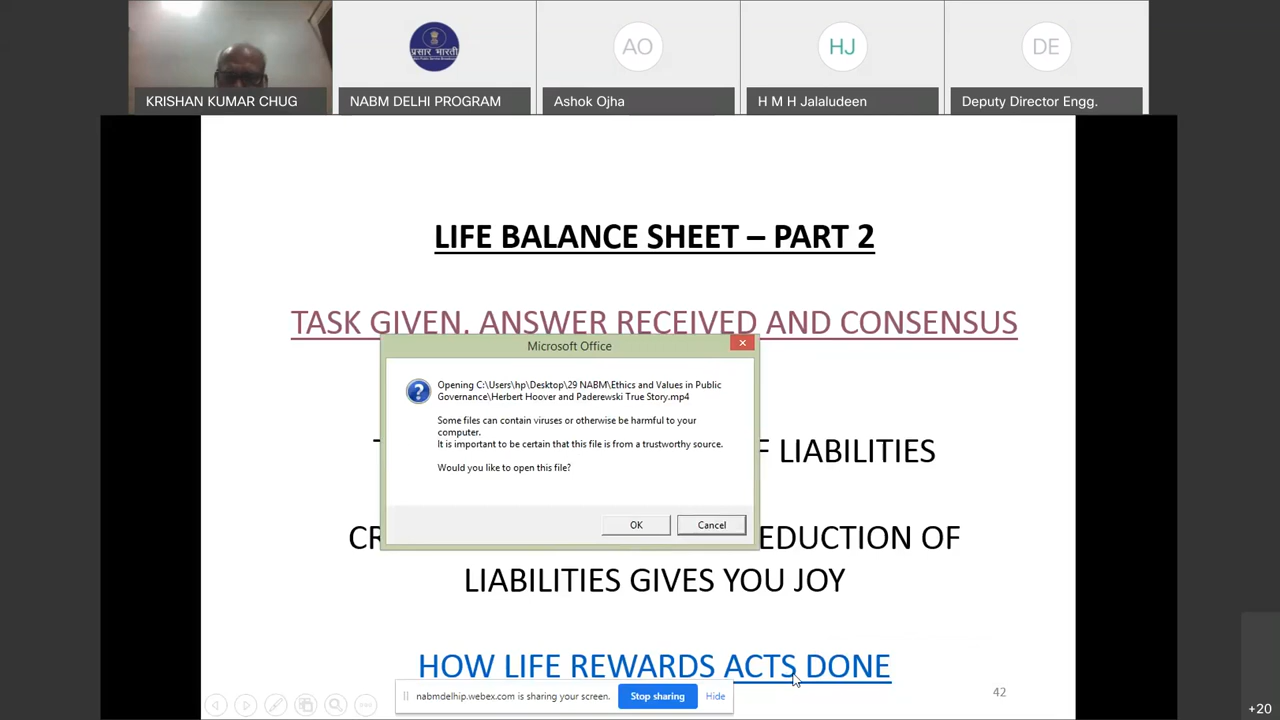 AO
HJ
DE
प्रसार भारती
KRISHAN KUMAR CHUG
NABM DELHI PROGRAM
Ashok Ojha
H M H Jalaludeen
Deputy Director Engg.
LIFE BALANCE SHEET – PART 2
TASK GIVEN, ANSWER RECEIVED AND CONSENSUS
Microsoft Office
Opening C:\Users\hp\Desktop\29 NABM\Ethics and Values in Public
Governance\Herbert Hoover and Paderewski True Story.mp4
Some files can contain viruses or otherwise be harmful to your
computer.
It is important to be certain that this file is from a trustworthy source.
Would you like to open this file?
OK
Cancel
LIABILITIES
OF
LIABILITIES GIVES YOU JOY
HOW LIFE REWARDS ACTS DONE
nabmdelhip.webex.com is sharing your screen.
Stop sharing
Hide
42
+20